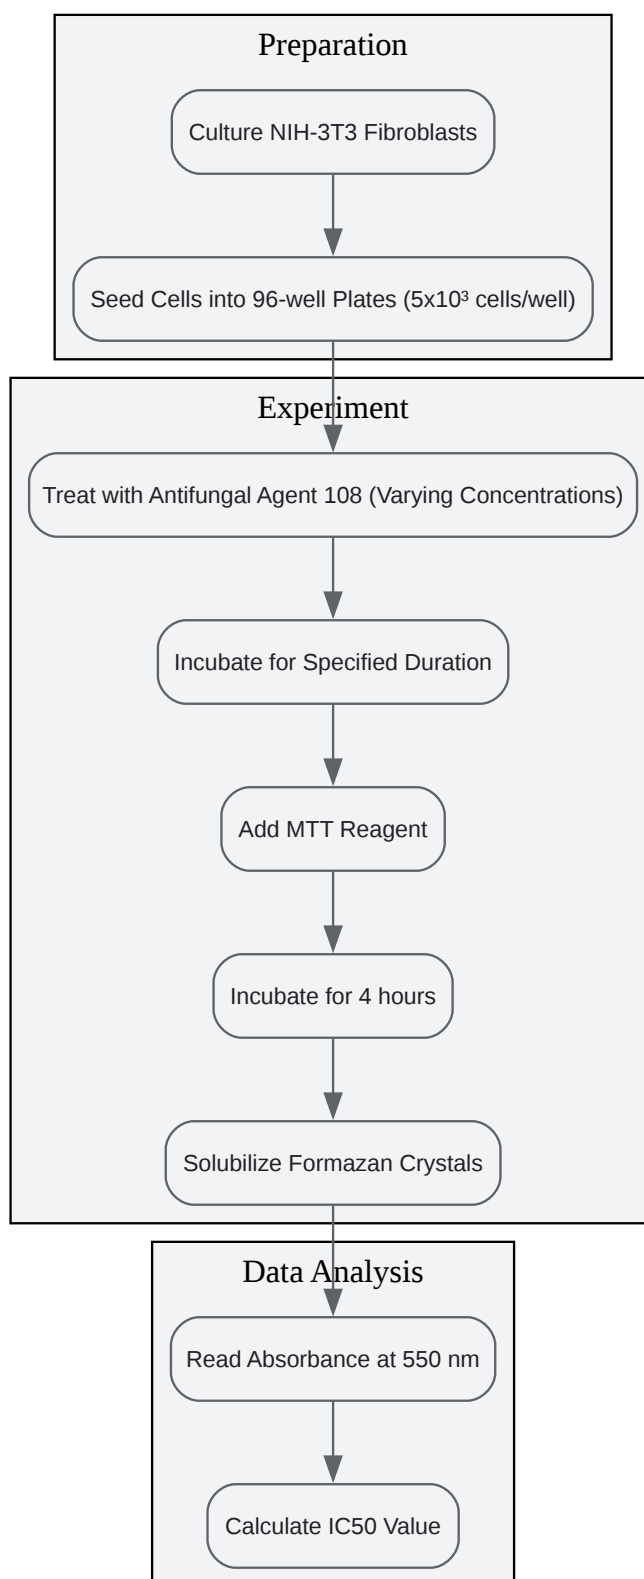 Preparation
Culture NIH-3T3 Fibroblasts
Seed Cells into 96-well Plates (5x10³ cells/well)
Experiment
Treat with Antifungal Agent 108 (Varying Concentrations)
Incubate for Specified Duration
Add MTT Reagent
Incubate for 4 hours
Solubilize Formazan Crystals
Data Analysis
Read Absorbance at 550 nm
Calculate IC50 Value